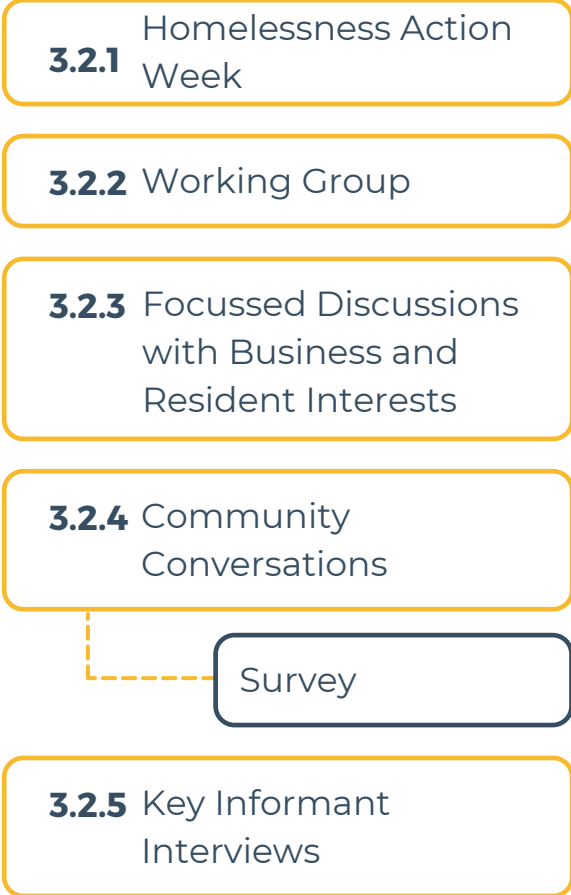 3.2.1 Homelessness Action
Week
3.2.2 Working Group
3.2.3 Focussed Discussions
with Business and
Resident Interests
3.2.4 Community
Conversations
Survey
3.2.5 Key Informant
Interviews